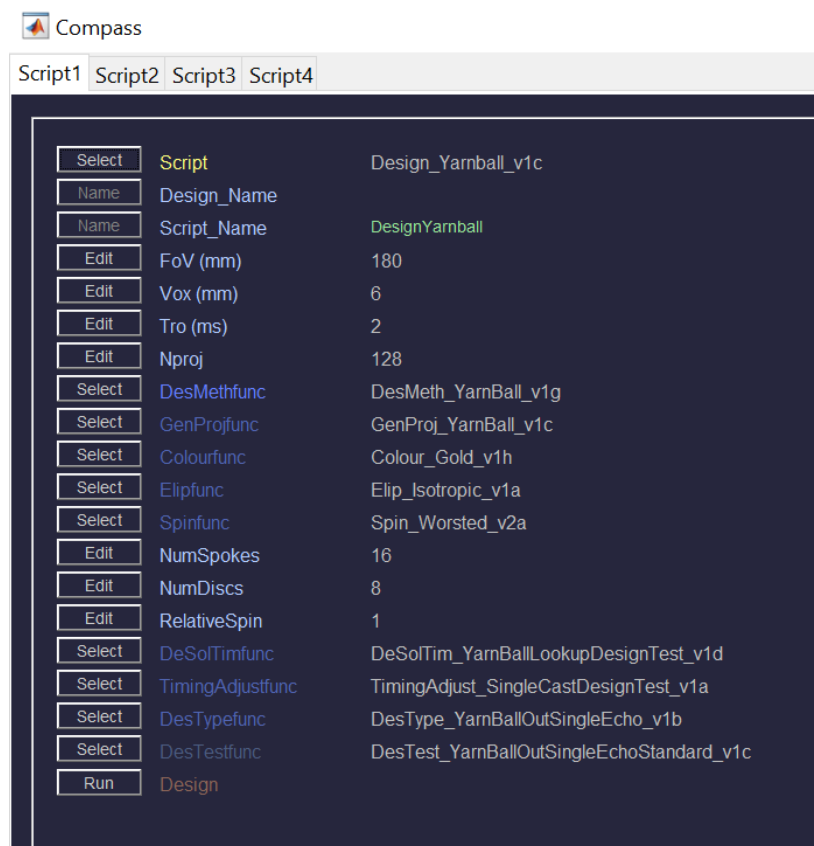 Compass
Script1 Script2 Script3 Script4
Select Script Design_Yarnball_v1c
Name Design_Name
Name Script_Name DesignYarnball
Edit FoV (mm) 180
Edit Vox (mm) 6
Edit Tro (ms) 2
Edit Nproj 128
Select DesMethfunc DesMeth_YarnBall_v1g
Select GenProjfunc GenProj_YarnBall_v1c
Select Colourfunc Colour_Gold_v1h
Select Elipfunc Elip_Isotropic_v1a
Select Spinfunc Spin_Worsted_v2a
Edit NumSpokes 16
Edit NumDiscs 8
Edit RelativeSpin 1
Select DeSolTimfunc DeSolTim_YarnBallLookupDesignTest_v1d
Select TimingAdjustfunc TimingAdjust_SingleCastDesignTest_v1a
Select DesTypefunc DesType_YarnBallOutSingleEcho_v1b
Select DesTestfunc DesTest_YarnBallOutSingleEchoStandard_v1c
Run Design